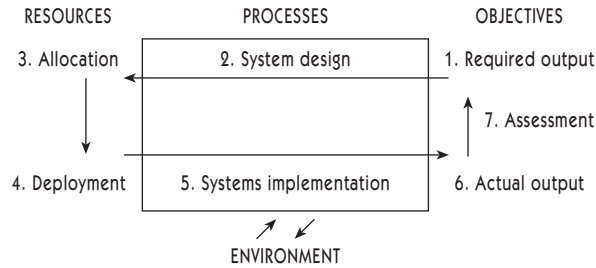 RESOURCES PROCESSES OBJECTIVES
3. Allocation 2. System design 1. Required output
7. Assessment
4. Deployment 5. Systems implementation 6. Actual output
ENVIRONMENT